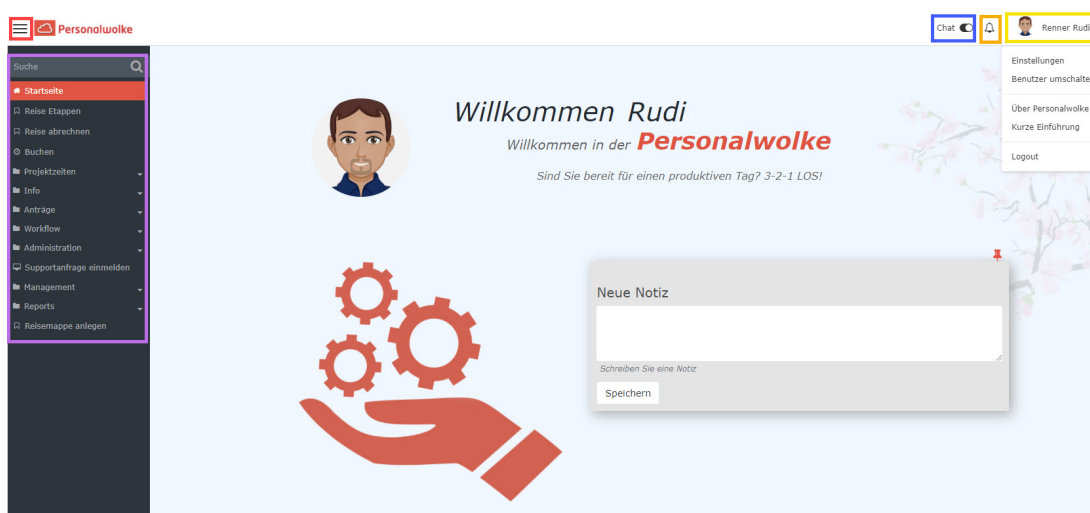 Personalwolke
Chat
Renner Rudi
Suche
Startseite
Reise Etappen
Reise abrechnen
Buchen
Projektzeiten
Info
Anträge
Workflow
Administration
Supportanfrage einmelden
Management
Reports
Reisemappe anlegen
Einstellungen
Benutzer umschalte
Über Personalwolke
Kurze Einführung
Logout
Willkommen Rudi
Willkommen in der Personalwolke
Sind Sie bereit für einen produktiven Tag? 3-2-1 LOS!
Neue Notiz
Schreiben Sie eine Notiz
Speichern